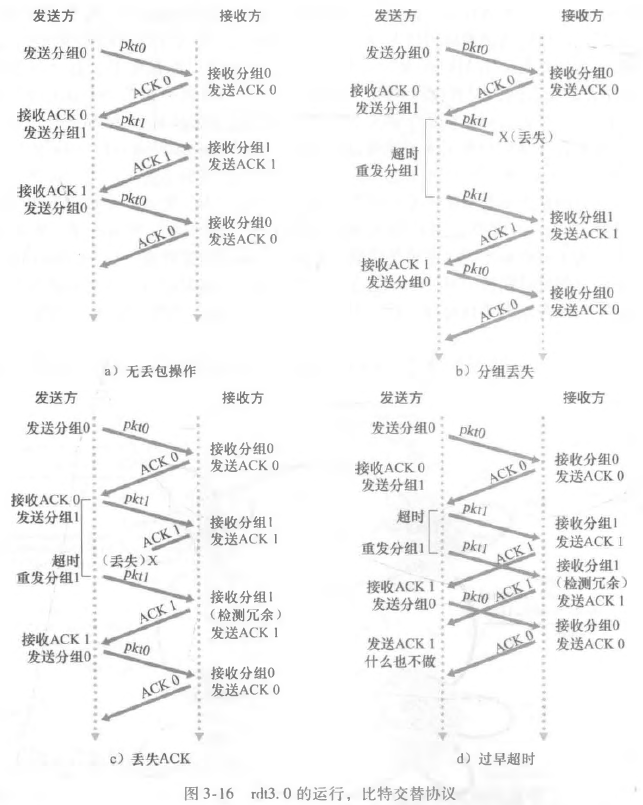 发送方 接收方
发送分组0
pkt0
接收分组0
发送ACK 0
ACK 0
接收ACK 0
发送分组1
pkt1
接收分组1
发送ACK 1
ACK 1
接收ACK 1
发送分组0
pkt0
接收分组0
发送ACK 0
ACK 0
a）无丢包操作
发送方 接收方
发送分组0
pkt0
接收分组0
发送ACK 0
ACK 0
接收ACK 0
发送分组1
pkt1
X（丢失）
超时
重发分组1
pkt1
接收分组1
发送ACK 1
ACK 1
接收ACK 1
发送分组0
pkt0
接收分组0
发送ACK 0
ACK 0
b）分组丢失
发送方 接收方
发送分组0
pkt0
接收分组0
发送ACK 0
ACK 0
接收ACK 0
发送分组1
pkt1
接收分组1
发送ACK 1
ACK 1
（丢失）X
超时
重发分组1
pkt1
接收分组1
（检测冗余）
发送ACK 1
ACK 1
接收ACK 1
发送分组0
pkt0
接收分组0
发送ACK 0
ACK 0
c）丢失ACK
发送方 接收方
发送分组0
pkt0
接收分组0
发送ACK 0
ACK 0
接收ACK 0
发送分组1
pkt1
超时
接收分组1
发送ACK 1
ACK 1
重发分组1
pkt1
接收分组1
（检测冗余）
发送ACK 1
ACK 1
接收ACK 1
发送分组0
pkt0
接收分组0
发送ACK 0
ACK 0
发送ACK 1
什么也不做
d）过早超时
图 3-16 rdt3. 0 的运行，比特交替协议